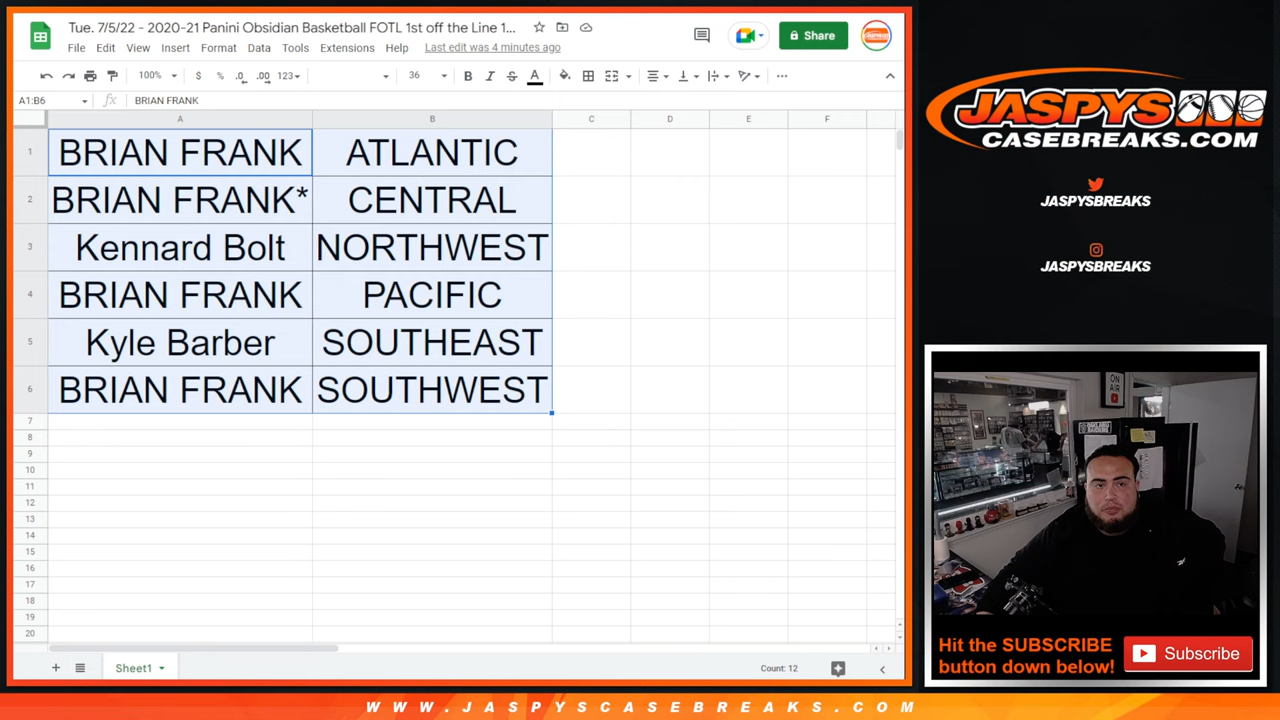 Tue. 7/5/22 - 2020-21 Panini Obsidian Basketball FOTL 1st off the Line 1...
File Edit View Insert Format Data Tools Extensions Help Last edit was 4 minutes ago
Share
100% $ % .0 .00 123 36 B I S A
A1:B6 fx BRIAN FRANK
A B C D E F
1 BRIAN FRANK ATLANTIC
2 BRIAN FRANK* CENTRAL
3 Kennard Bolt NORTHWEST
4 BRIAN FRANK PACIFIC
5 Kyle Barber SOUTHEAST
6 BRIAN FRANK SOUTHWEST
7
8
9
10
11
12
13
14
15
16
17
18
19
20
Sheet1
Count: 12
JASPYS
CASEBREAKS.COM
JASPYSBREAKS
JASPYSBREAKS
ON
AIR
Hit the SUBSCRIBE
button down below!
Subscribe
WWW.JASPYSCASEBREAKS.COM